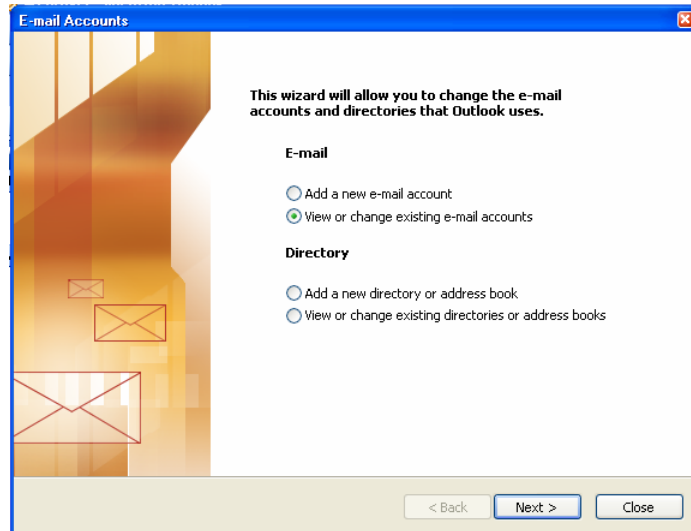 E-mail Accounts
This wizard will allow you to change the e-mail
accounts and directories that Outlook uses.
E-mail
Add a new e-mail account
View or change existing e-mail accounts
Directory
Add a new directory or address book
View or change existing directories or address books
< Back Next > Close